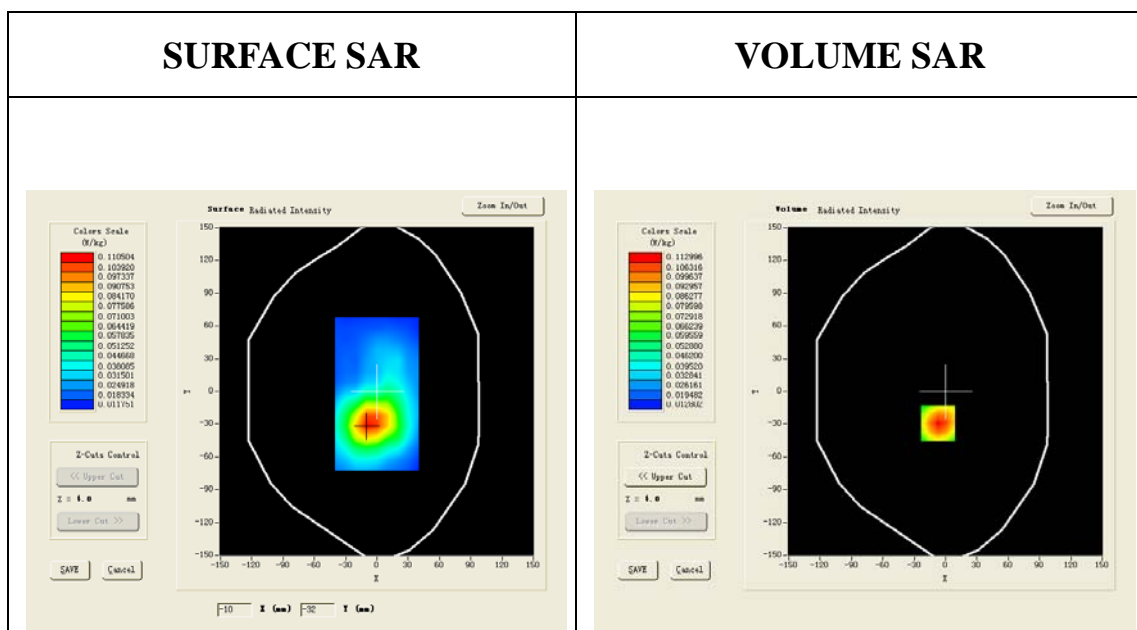 SURFACE SAR
VOLUME SAR
Surface Radiated Intensity
Zoom In/Out
Colors Scale
(W/kg)
0.110504
0.103920
0.097337
0.090753
0.084170
0.077586
0.071003
0.064419
0.057835
0.051252
0.044668
0.038085
0.031501
0.024918
0.018334
0.011751
Z-Cuts Control
<< Upper Cut
Z = 4.0 mm
Lower Cut >>
SAVE
Cancel
150
90
60
30
0
-30
-60
-90
-120
-150
Y
-150 -120 -90 -60 -30 0 30 60 90 120 150
X
-10 X (mm) -32 Y (mm)
Volume Radiated Intensity
Zoom In/Out
Colors Scale
(W/kg)
0.112996
0.106316
0.099637
0.092957
0.086277
0.079598
0.072918
0.066239
0.059559
0.052880
0.046200
0.039520
0.032841
0.026161
0.019482
0.012802
Z-Cuts Control
<< Upper Cut
Z = 4.0 mm
Lower Cut >>
SAVE
Cancel
150
90
60
30
0
-30
-60
-90
-120
-150
Y
-150 -120 -90 -60 -30 0 30 60 90 120 150
X